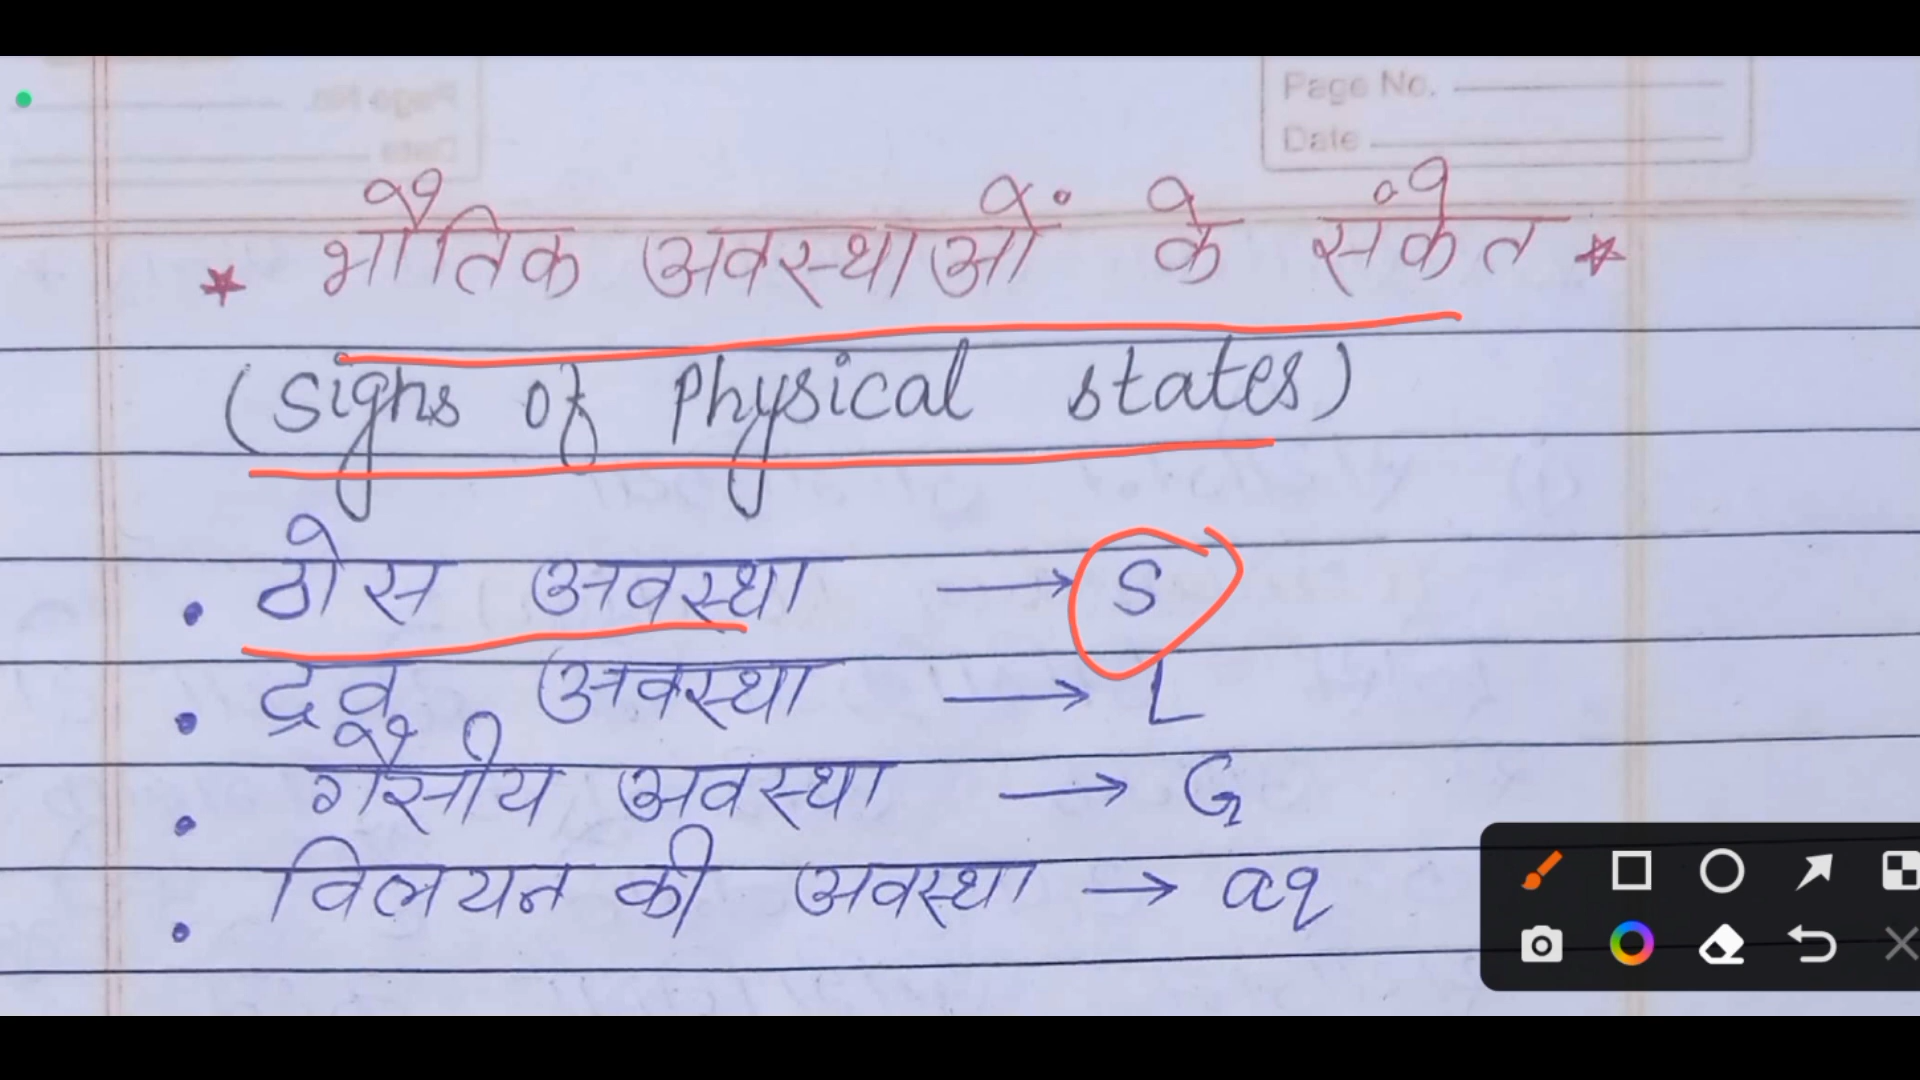 Page No.
Date
* भौतिक अवस्थाओं के संकेत *
(Signs of Physical states)
• ठोस अवस्था → S
• द्रव अवस्था → L
• गैसीय अवस्था → G
• विलयन की अवस्था → aq